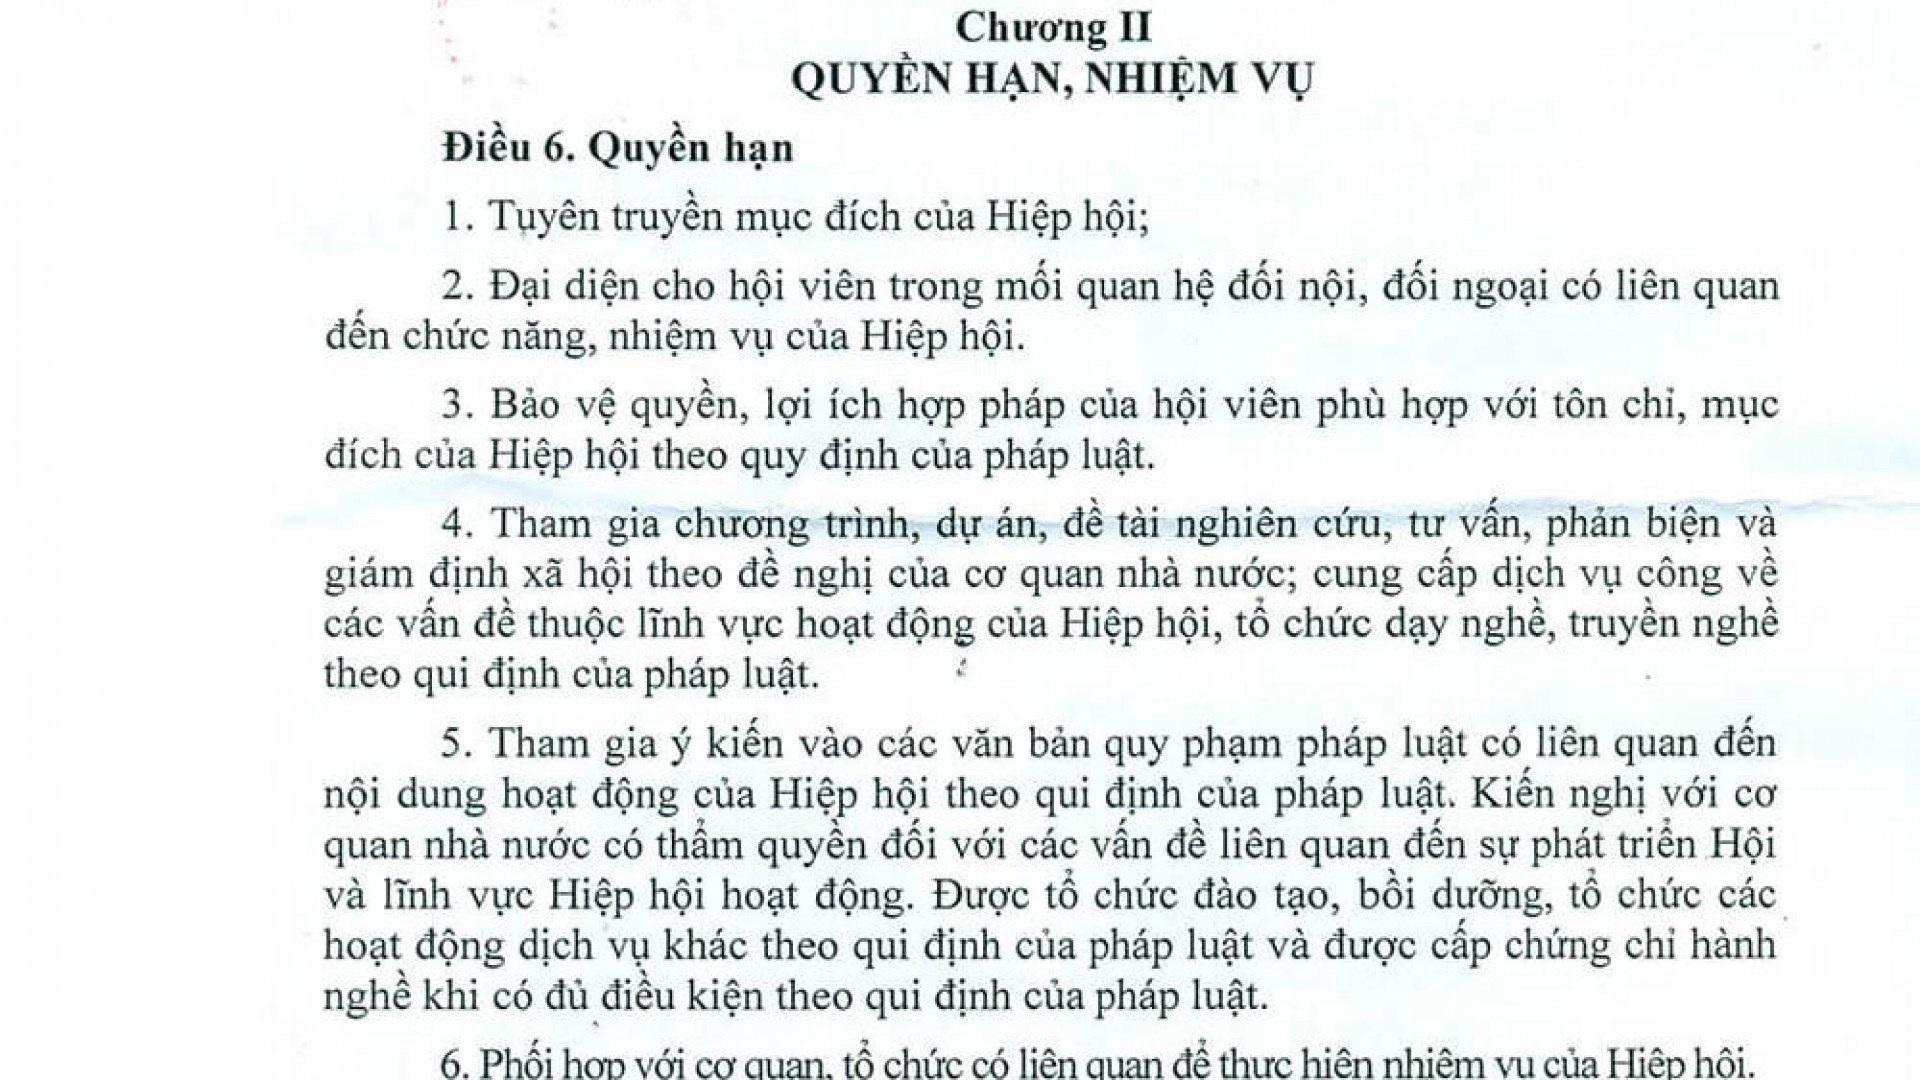 Chương II
QUYỀN HẠN, NHIỆM VỤ
Điều 6. Quyền hạn
1. Tuyên truyền mục đích của Hiệp hội;
2. Đại diện cho hội viên trong mối quan hệ đối nội, đối ngoại có liên quan
đến chức năng, nhiệm vụ của Hiệp hội.
3. Bảo vệ quyền, lợi ích hợp pháp của hội viên phù hợp với tôn chỉ, mục
đích của Hiệp hội theo quy định của pháp luật.
4. Tham gia chương trình, dự án, đề tài nghiên cứu, tư vấn, phản biện và
giám định xã hội theo đề nghị của cơ quan nhà nước; cung cấp dịch vụ công về
các vấn đề thuộc lĩnh vực hoạt động của Hiệp hội, tổ chức dạy nghề, truyền nghề
theo qui định của pháp luật.
5. Tham gia ý kiến vào các văn bản quy phạm pháp luật có liên quan đến
nội dung hoạt động của Hiệp hội theo qui định của pháp luật. Kiến nghị với cơ
quan nhà nước có thẩm quyền đối với các vấn đề liên quan đến sự phát triển Hội
và lĩnh vực Hiệp hội hoạt động. Được tổ chức đào tạo, bồi dưỡng, tổ chức các
hoạt động dịch vụ khác theo qui định của pháp luật và được cấp chứng chỉ hành
nghề khi có đủ điều kiện theo qui định của pháp luật.
6. Phối hợp với cơ quan, tổ chức có liên quan để thực hiện nhiệm vụ của Hiệp hội.